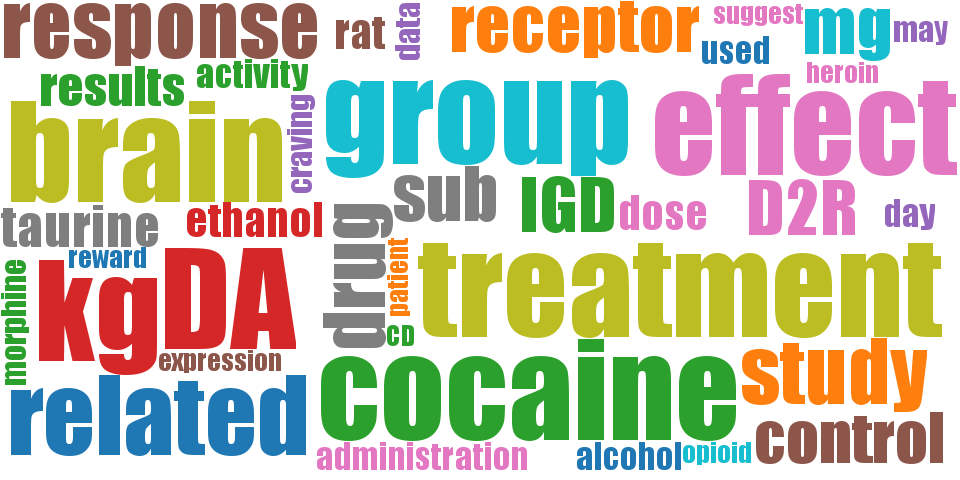 response
rat
data
receptor
suggest
mg
may
used
results
activity
heroin
brain
craving
group
effect
taurine
ethanol
sub
IGD
dose
D2R
day
reward
drug
patient
treatment
morphine
kg
DA
expression
CD
related
cocaine
study
control
administration
alcohol
opioid